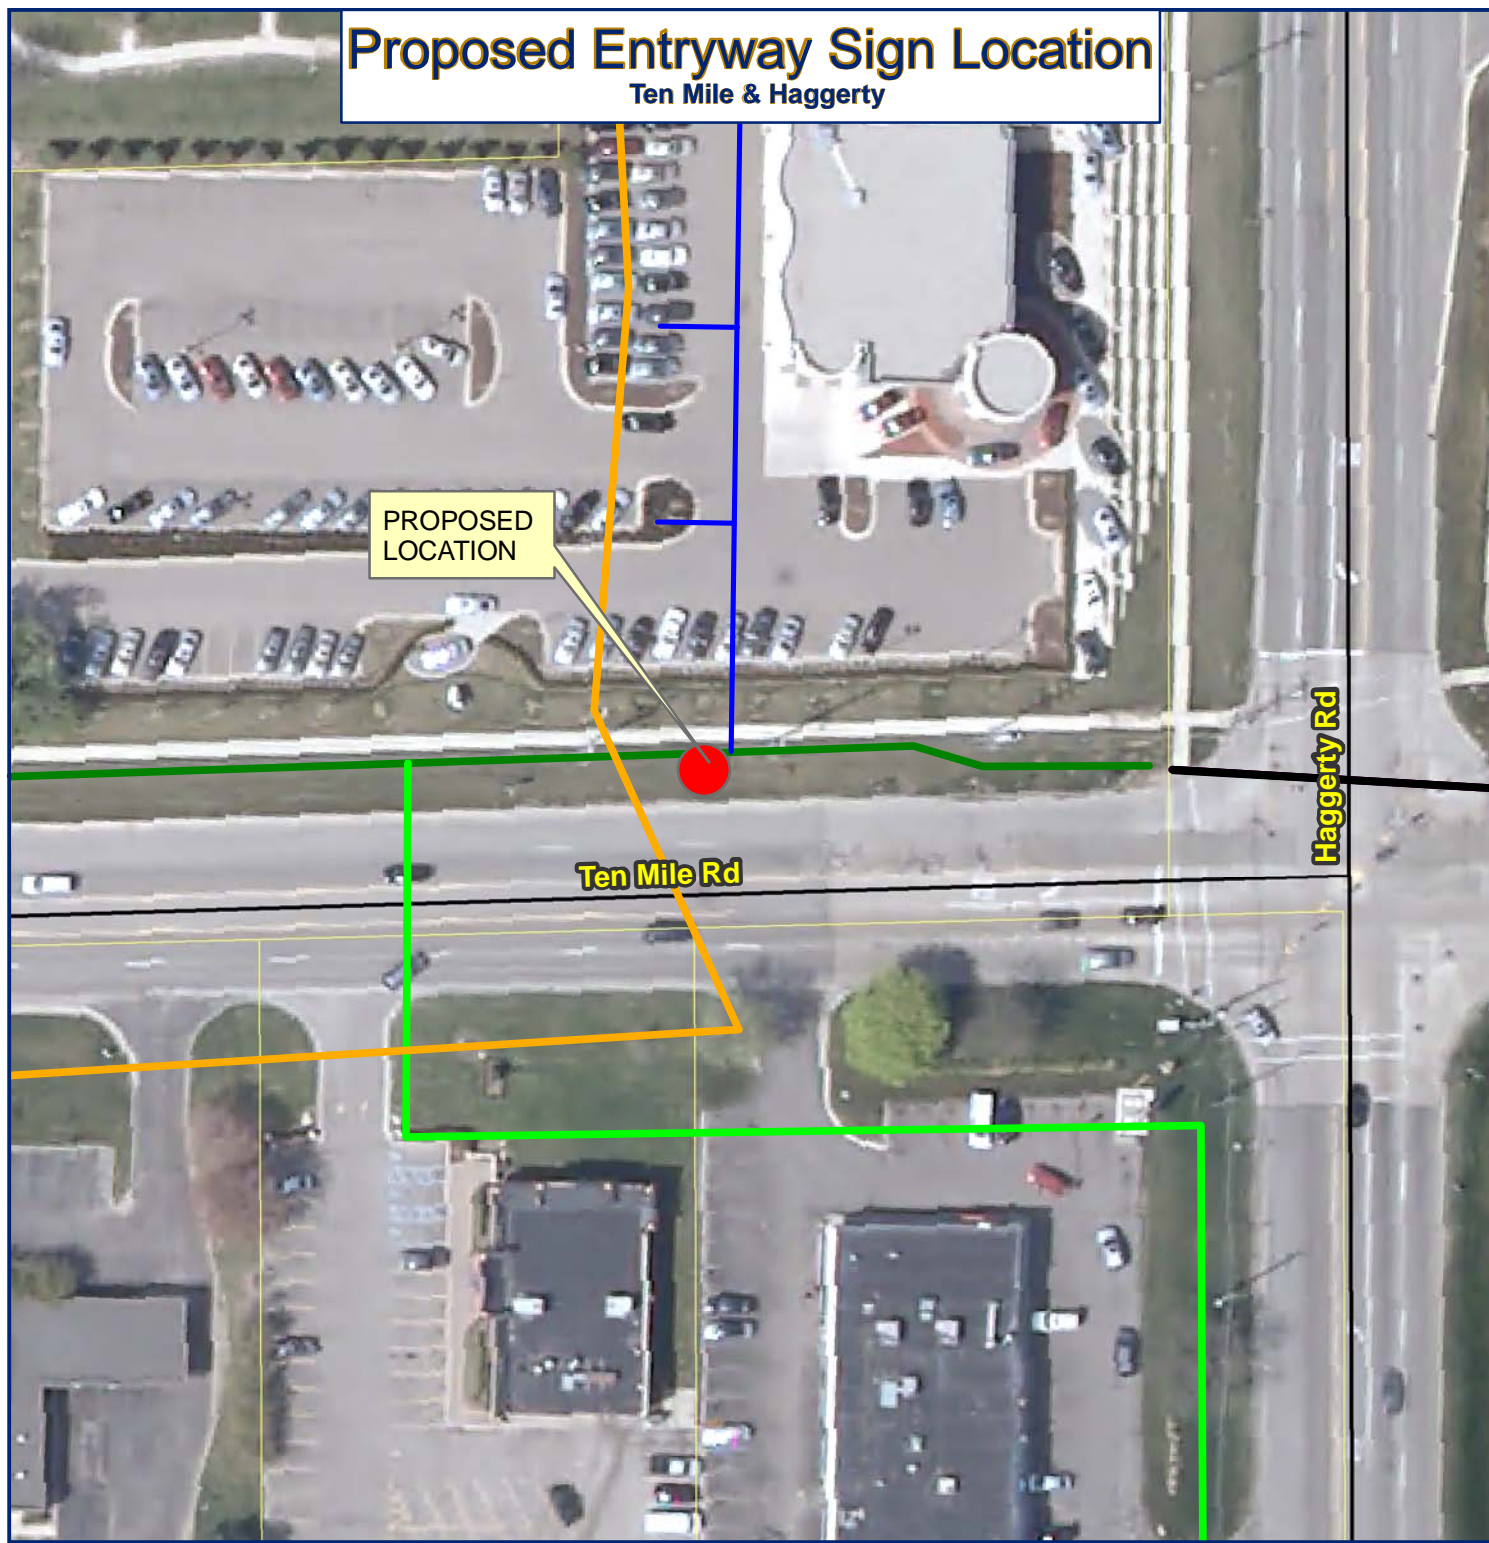 Proposed Entryway Sign Location
Ten Mile & Haggerty
PROPOSED
LOCATION
Haggerty Rd
Ten Mile Rd